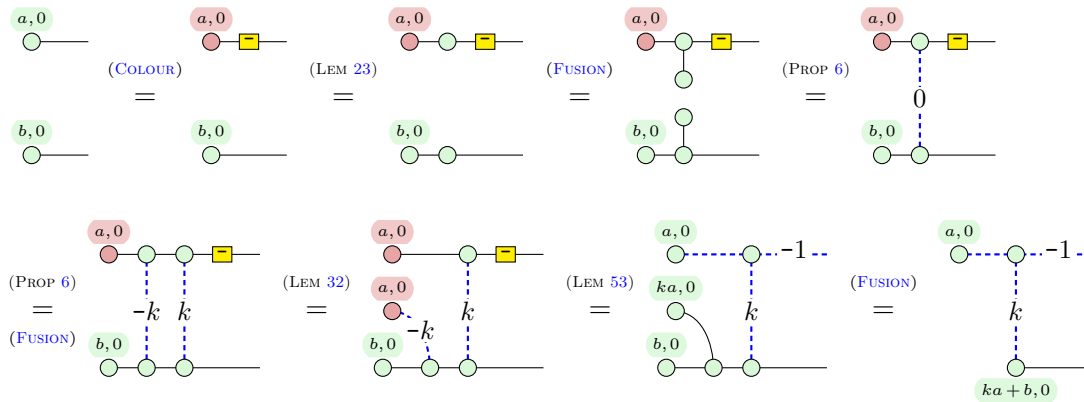 a, 0 a, 0 a, 0 a, 0 a, 0
- - - -
(COLOUR) (LEM 23) (FUSION) (PROP 6)
= = = =
0
b, 0 b, 0 b, 0 b, 0 b, 0
a, 0 a, 0 a, 0 a, 0
- - -1 -1
(PROP 6) (LEM 32) (LEM 53) (FUSION)
a, 0 ka, 0
= = = =
-k k k k k
(FUSION) -k
b, 0 b, 0 b, 0
ka + b, 0